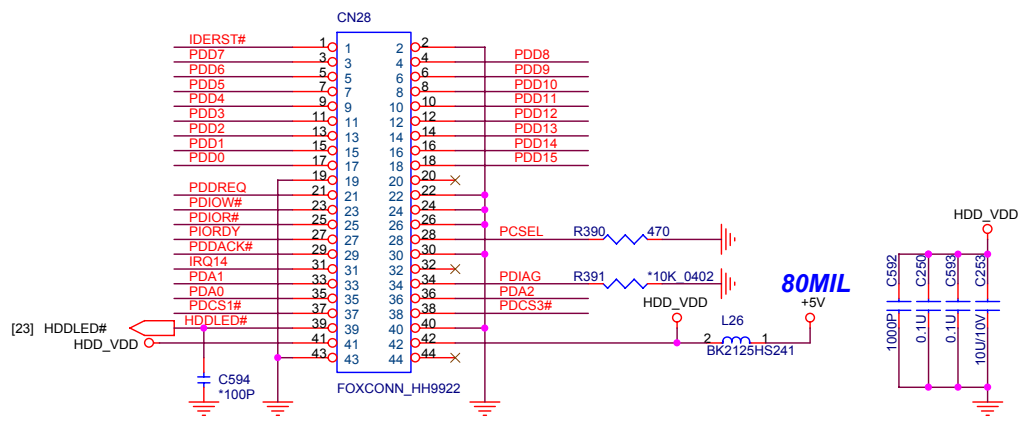 CN28
IDERST# 1 1 2 2
PDD7 3 3 4 4 PDD8
PDD6 5 5 6 6 PDD9
PDD5 7 7 8 8 PDD10
PDD4 9 9 10 10 PDD11
PDD3 11 11 12 12 PDD12
PDD2 13 13 14 14 PDD13
PDD1 15 15 16 16 PDD14
PDD0 17 17 18 18 PDD15
19 19 20 20
PDDREQ 21 21 22 22
PDIOW# 23 23 24 24
PDIOR# 25 25 26 26
PIORDY 27 27 28 28 PCSEL R390 470
PDDACK# 29 29 30 30
IRQ14 31 31 32 32
PDA1 33 33 34 34 PDIAG R391 *10K_0402
PDA0 35 35 36 36 PDA2
PDCS1# 37 37 38 38 PDCS3#
[23] HDDLED# HDDLED# 39 39 40 40
HDD_VDD 41 41 42 42
43 43 44 44
C594
*100P
FOXCONN_HH9922
HDD_VDD
80MIL
+5V
L26
2 1
BK2125HS241
HDD_VDD
C592 1000P
C250 0.1U
C593 0.1U
C253 10U/10V